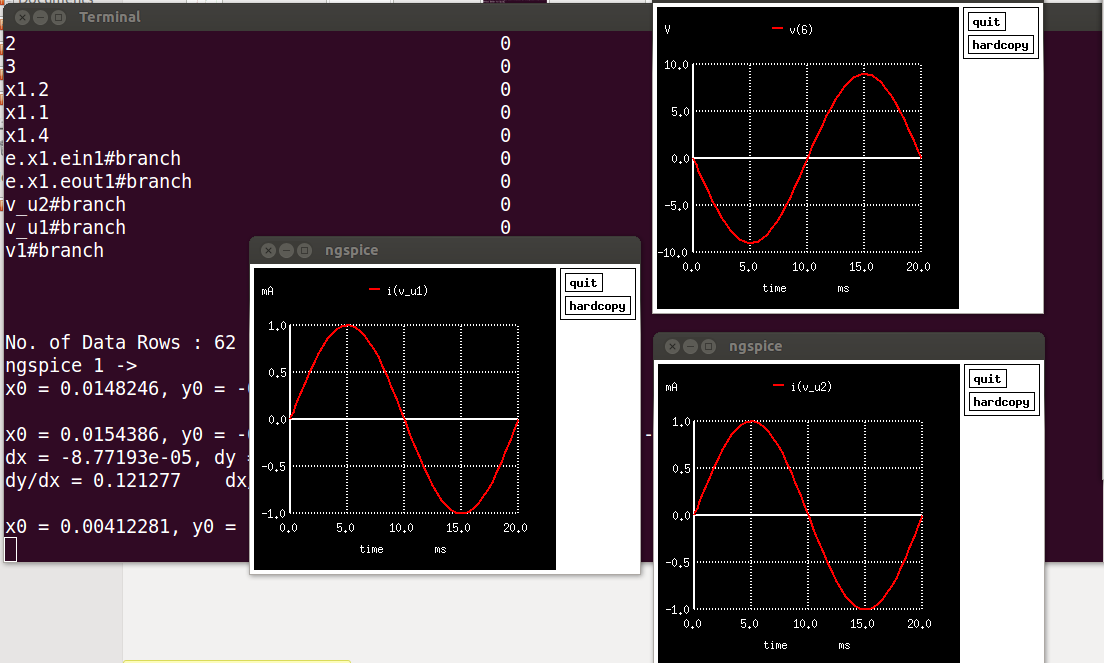 Terminal
2 0
3 0
x1.2 0
x1.1 0
x1.4 0
e.x1.ein1#branch 0
e.x1.eout1#branch 0
v_u2#branch 0
v_u1#branch 0
v1#branch
No. of Data Rows : 62
ngspice 1 ->
x0 = 0.0148246, y0 = -
x0 = 0.0154386, y0 = -
dx = -8.77193e-05, dy =
dy/dx = 0.121277 dx
x0 = 0.00412281, y0 =
V
v(6)
quit
hardcopy
10.0
5.0
0.0
-5.0
-10.0
0.0 5.0 10.0 15.0 20.0
time ms
ngspice
mA
i(v_u1)
quit
hardcopy
1.0
0.5
0.0
-0.5
-1.0
0.0 5.0 10.0 15.0 20.0
time ms
ngspice
mA
i(v_u2)
quit
hardcopy
1.0
0.5
0.0
-0.5
-1.0
0.0 5.0 10.0 15.0 20.0
time ms